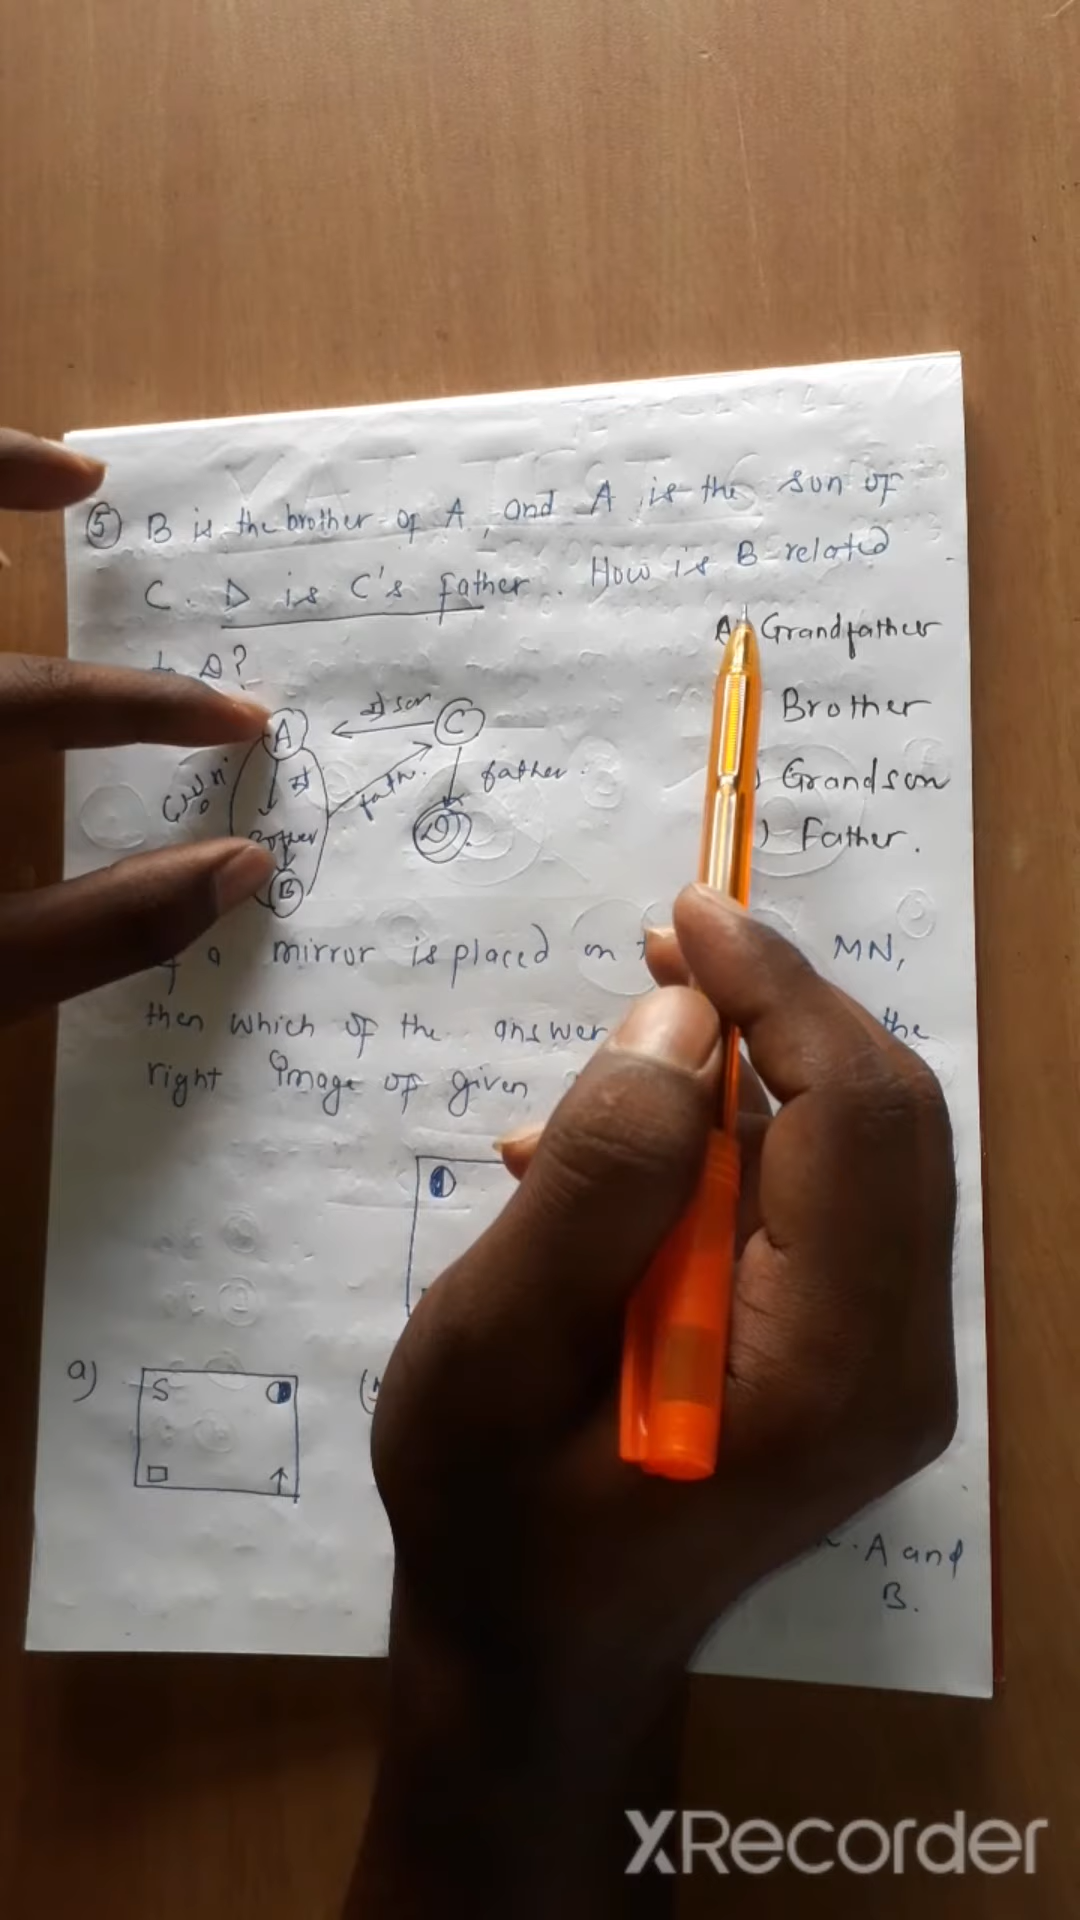 5 B is the brother of A, and A is the son of
C. D is C's father. How is B related
to D?
A) Grandfather
Brother
) Grandson
) Father.
A
son
C
father.
D
B
a mirror is placed on MN,
then which of the answer the
right image of given
a)
S
A and
B.
XRecorder